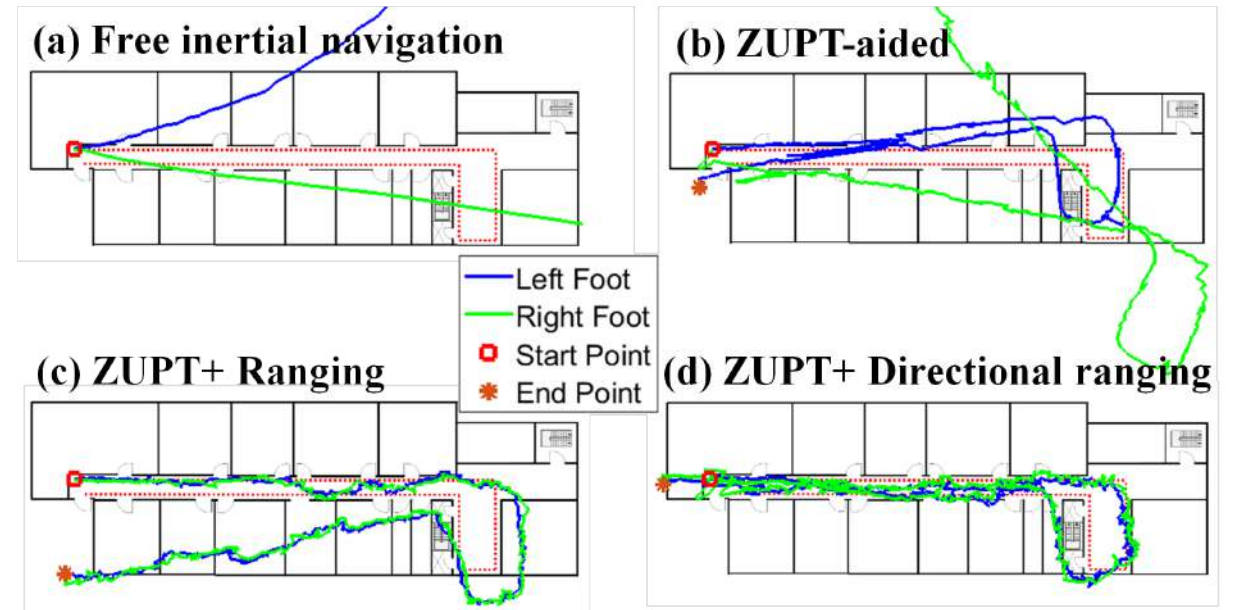 (a) Free inertial navigation
(b) ZUPT-aided
Left Foot
Right Foot
Start Point
End Point
(c) ZUPT+ Ranging
(d) ZUPT+ Directional ranging